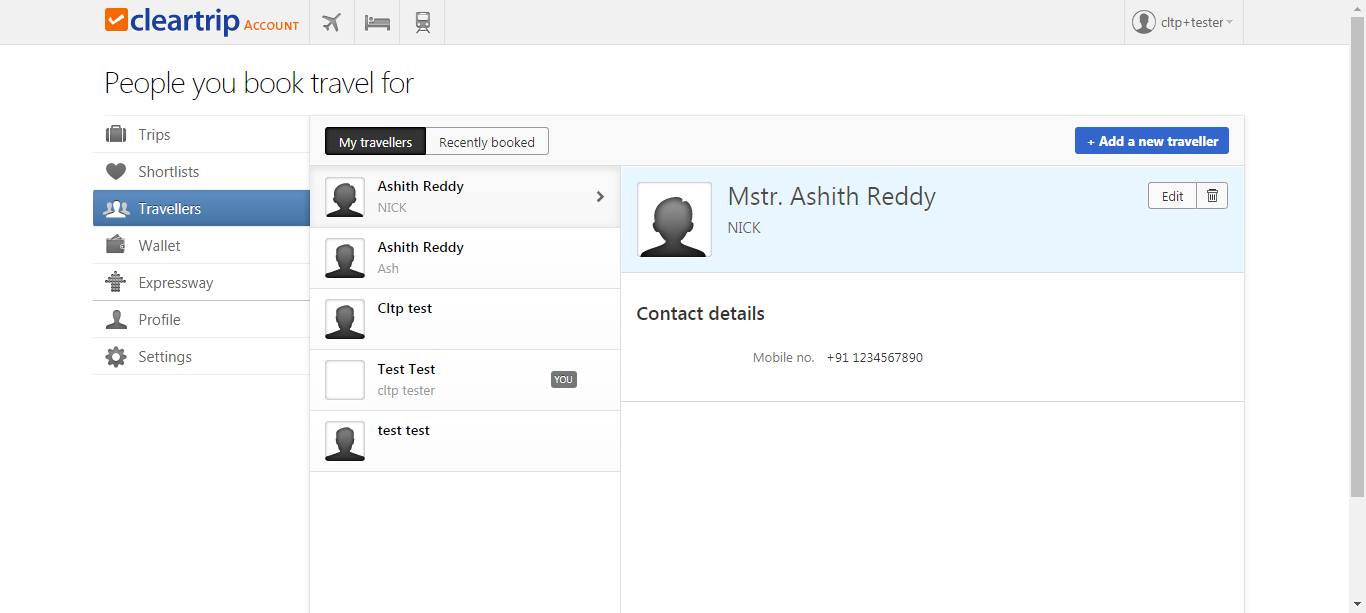 cleartrip ACCOUNT
cltp+tester
People you book travel for
Trips
Shortlists
Travellers
Wallet
Expressway
Profile
Settings
My travellers
Recently booked
+ Add a new traveller
Ashith Reddy
NICK
Ashith Reddy
Ash
Cltp test
Test Test
cltp tester
YOU
test test
Mstr. Ashith Reddy
NICK
Edit
Contact details
Mobile no. +91 1234567890